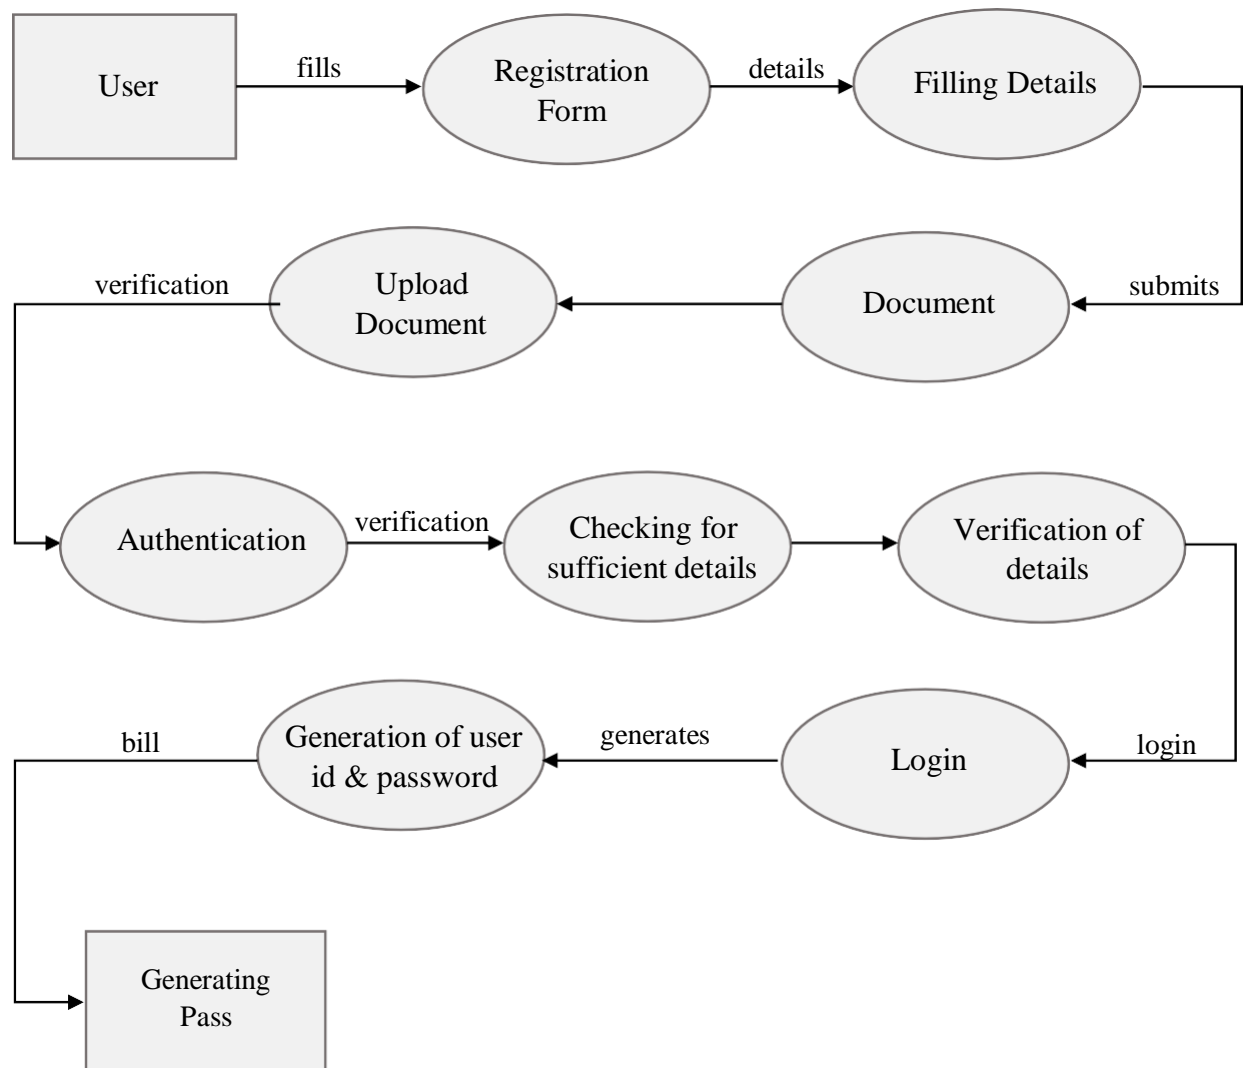 User
fills
Registration
Form
details
Filling Details
submits
Document
Upload
Document
verification
Authentication
verification
Checking for
sufficient details
Verification of
details
login
Login
generates
Generation of user
id & password
bill
Generating
Pass